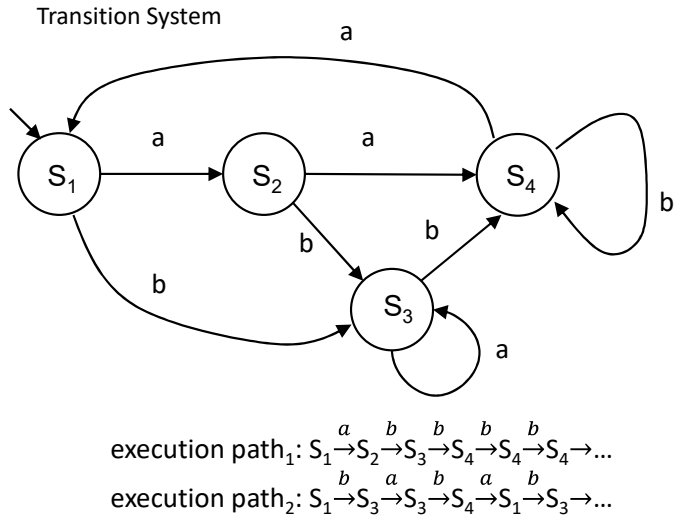 Transition System
a
a
a
S₁
S₂
S₄
b
b
b
b
S₃
a
execution path₁: S₁ →ᵃ S₂ →ᵇ S₃ →ᵇ S₄ →ᵇ S₄ →ᵇ S₄ →…
execution path₂: S₁ →ᵇ S₃ →ᵃ S₃ →ᵇ S₄ →ᵃ S₁ →ᵇ S₃ →…